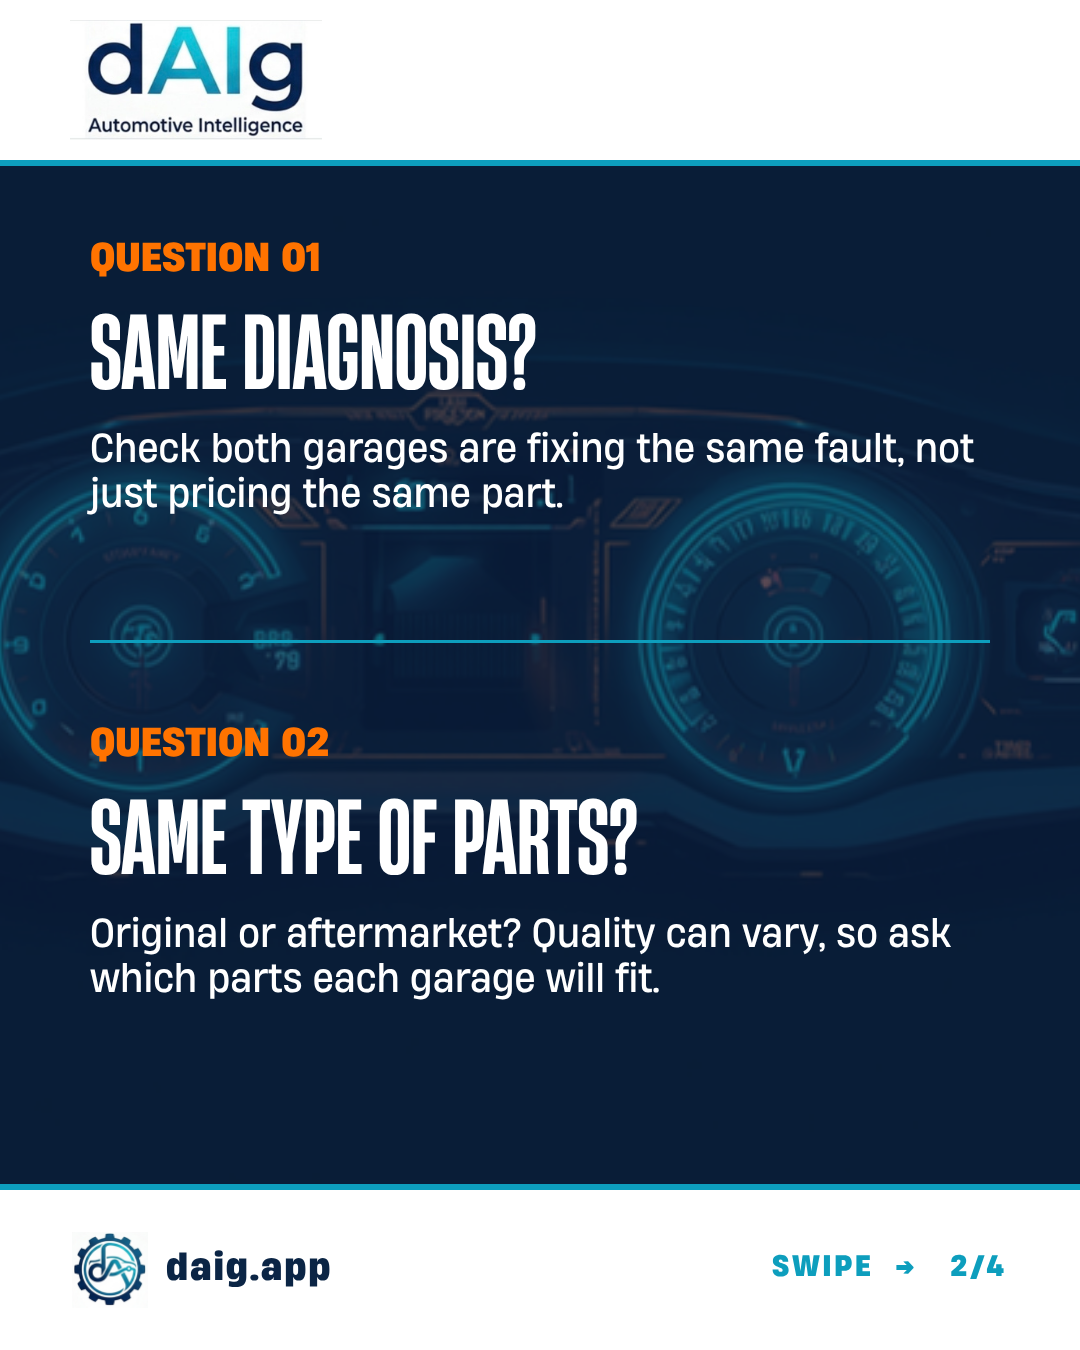 dAIg
Automotive Intelligence
QUESTION 01
SAME DIAGNOSIS?
Check both garages are fixing the same fault, not
just pricing the same part.
QUESTION 02
SAME TYPE OF PARTS?
Original or aftermarket? Quality can vary, so ask
which parts each garage will fit.
daig.app
SWIPE → 2/4